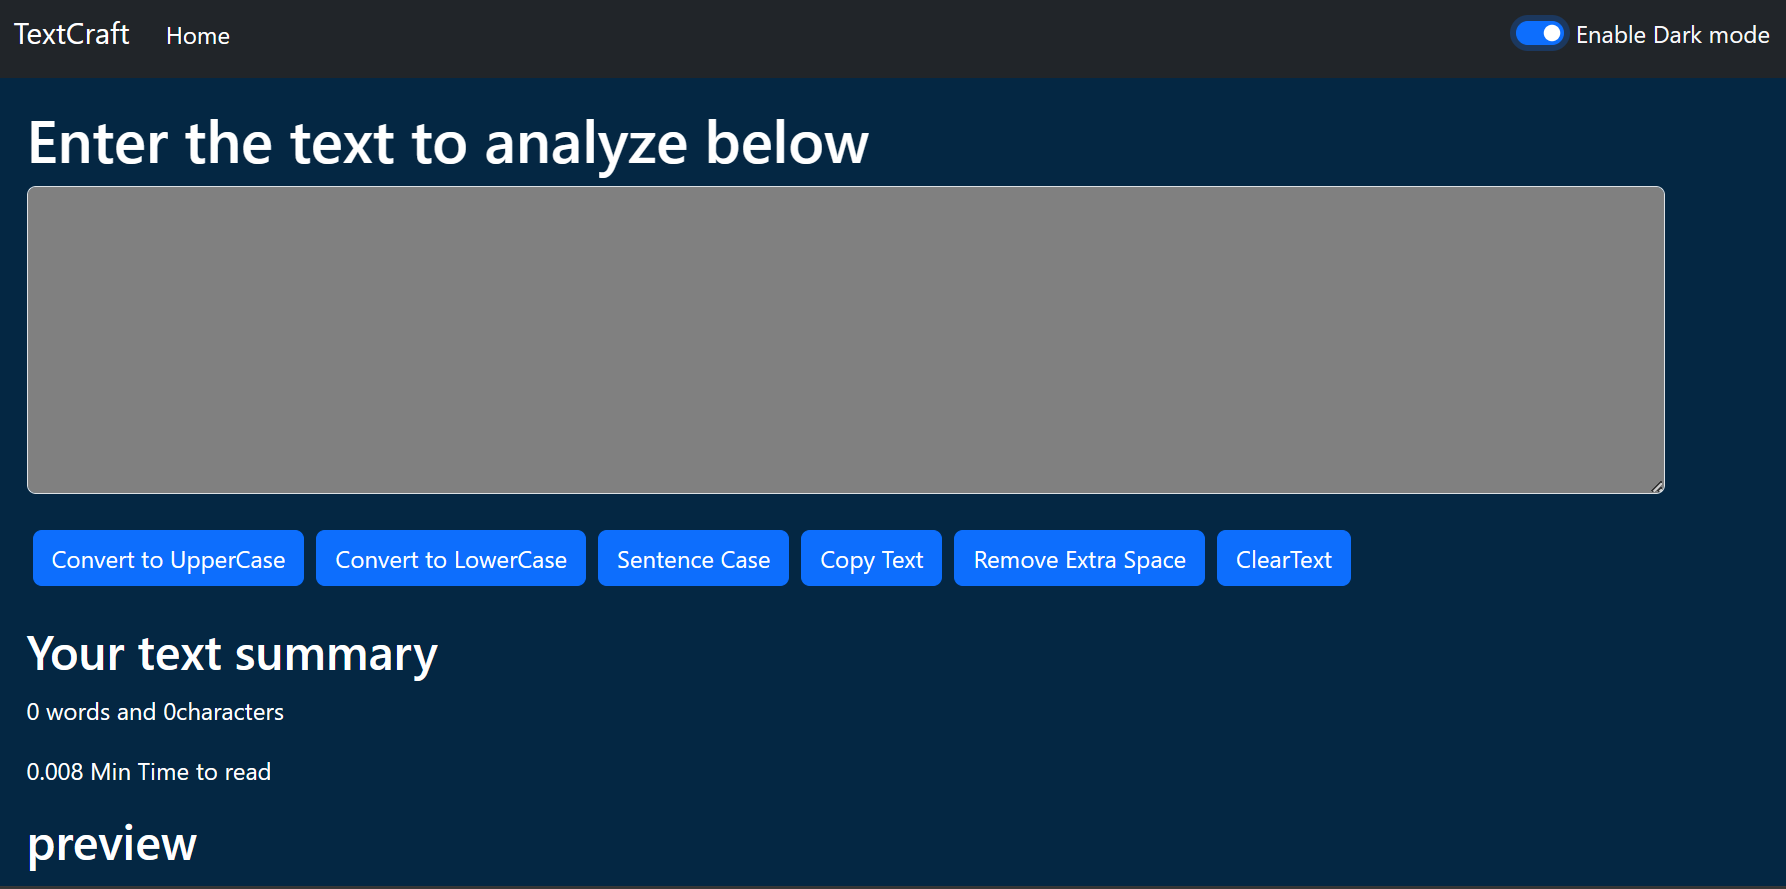 TextCraft Home Enable Dark mode
Enter the text to analyze below
Convert to UpperCase Convert to LowerCase Sentence Case Copy Text Remove Extra Space ClearText
Your text summary
0 words and 0characters
0.008 Min Time to read
preview